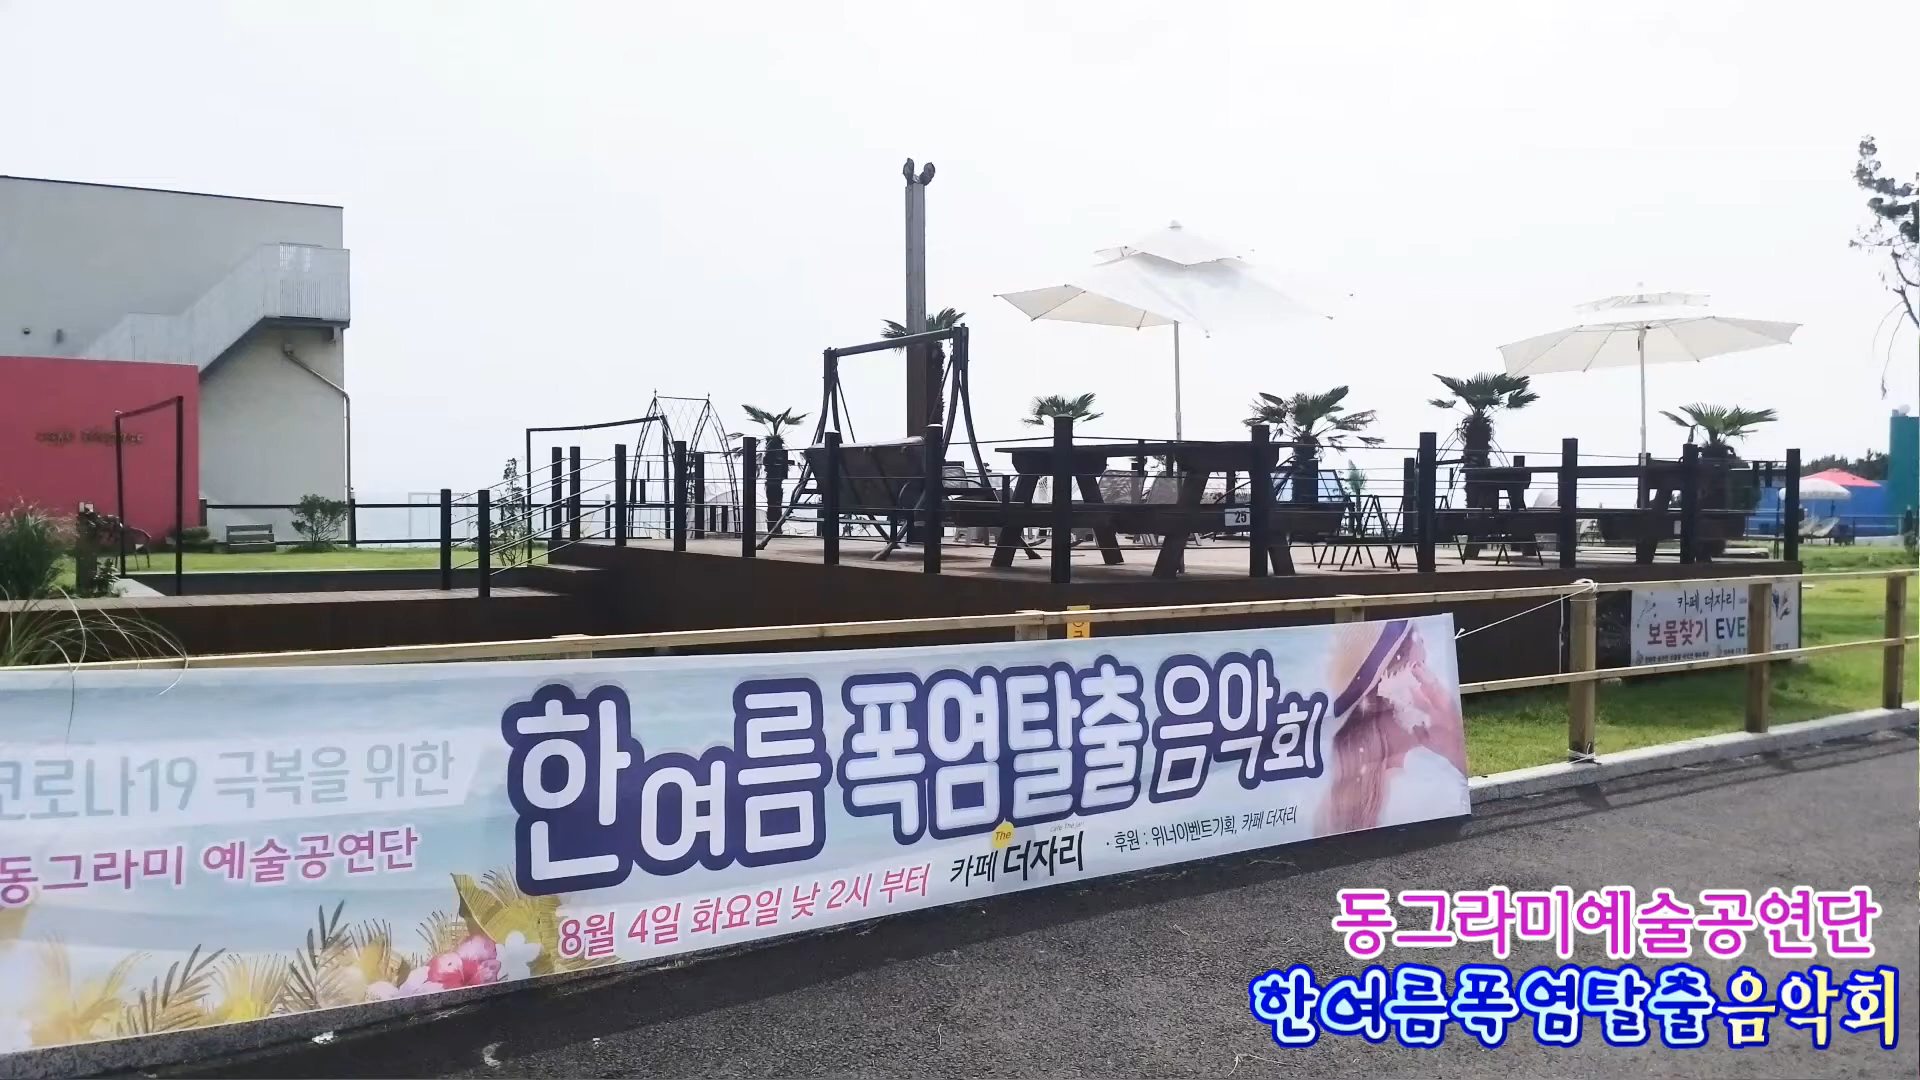 25
카페, 더자리
보물찾기 EVE
코로나19 극복을 위한
동그라미 예술공연단
한여름 폭염탈출 음악회
8월 4일 화요일 낮 2시 부터
The
카페 더자리
· 후원 : 위너이벤트기획, 카페 더자리
동그라미예술공연단
한여름폭염탈출음악회